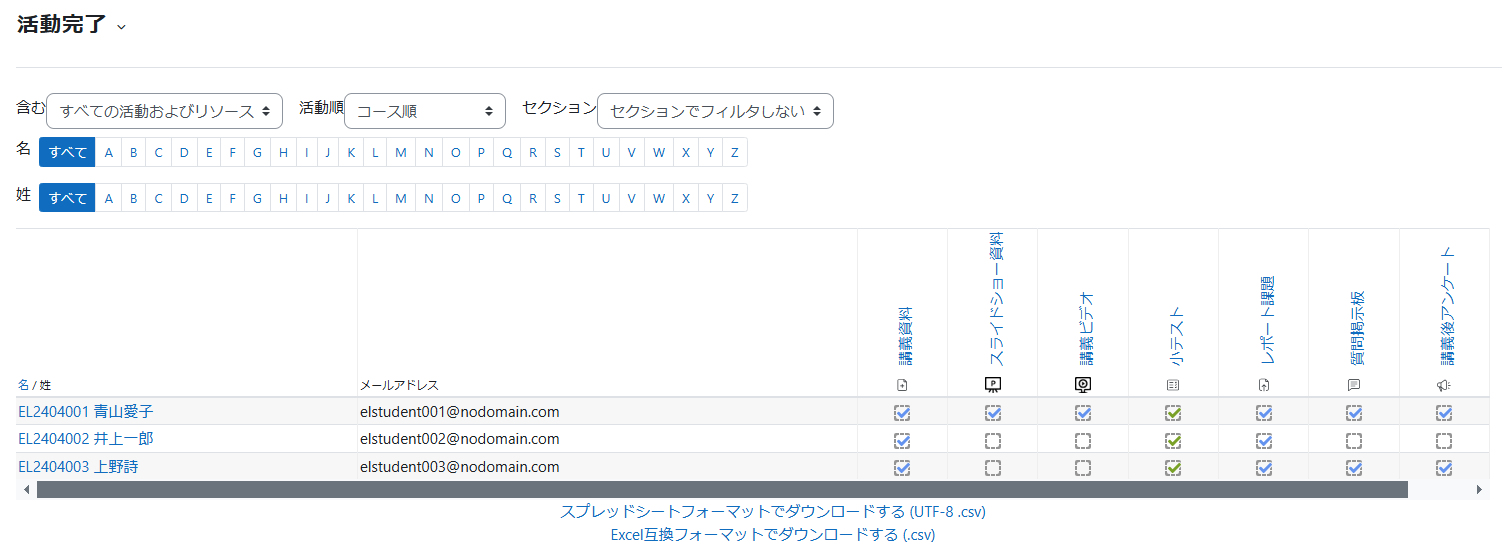 活動完了
含む すべての活動およびリソース 活動順 コース順 セクション セクションでフィルタしない
名 すべて A B C D E F G H I J K L M N O P Q R S T U V W X Y Z
姓 すべて A B C D E F G H I J K L M N O P Q R S T U V W X Y Z
名 / 姓 メールアドレス 講義資料 スライドショー資料 講義ビデオ 小テスト レポート課題 質問掲示板 講義後アンケート
EL2404001 青山愛子 elstudent001@nodomain.com
EL2404002 井上一郎 elstudent002@nodomain.com
EL2404003 上野詩 elstudent003@nodomain.com
スプレッドシートフォーマットでダウンロードする (UTF-8 .csv)
Excel互換フォーマットでダウンロードする (.csv)